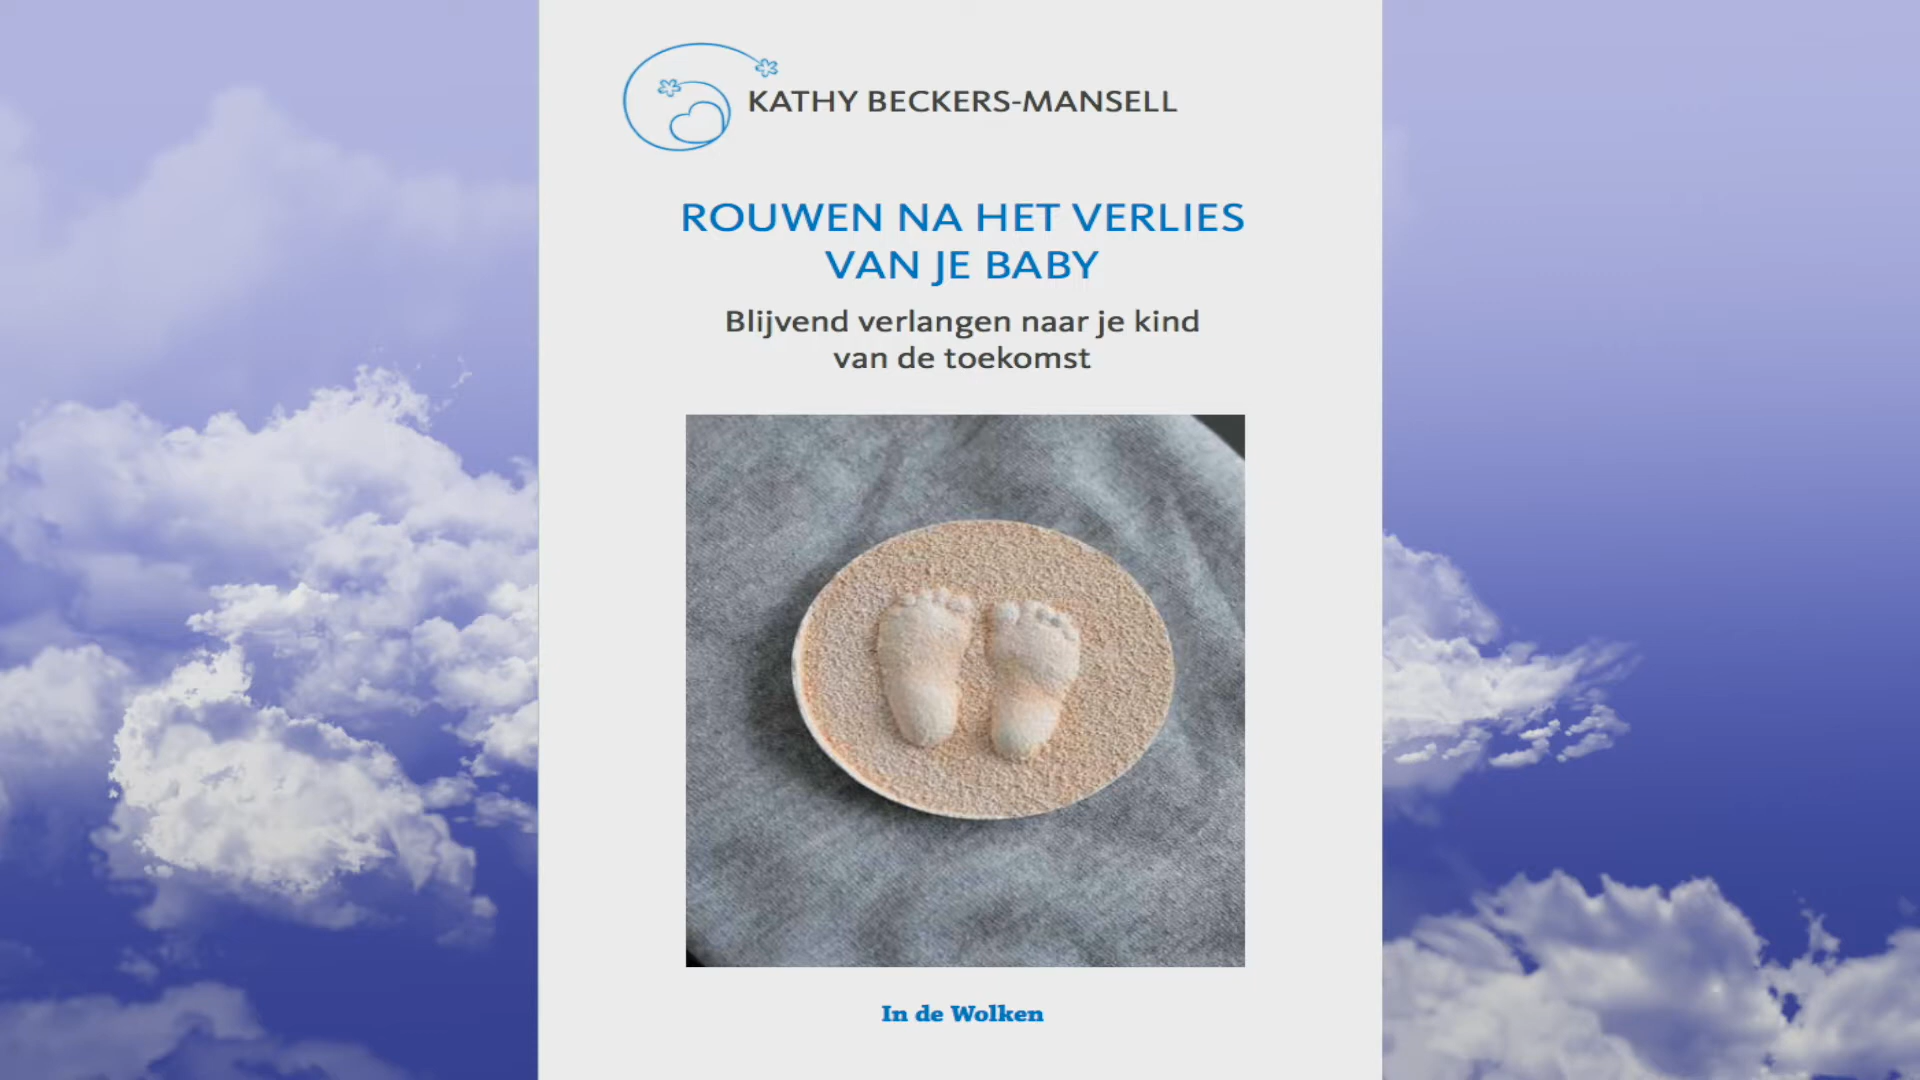 KATHY BECKERS-MANSELL
ROUWEN NA HET VERLIES
VAN JE BABY
Blijvend verlangen naar je kind
van de toekomst
In de Wolken